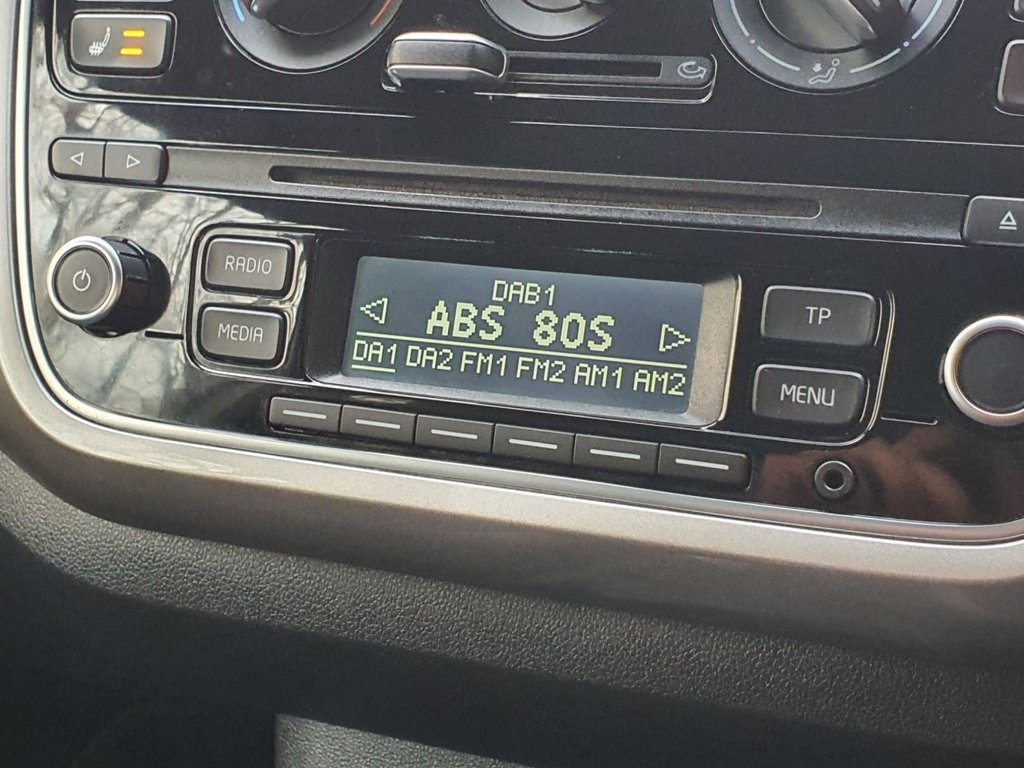 RADIO
MEDIA
DAB1
ABS 80S
DA1 DA2 FM1 FM2 AM1 AM2
TP
MENU